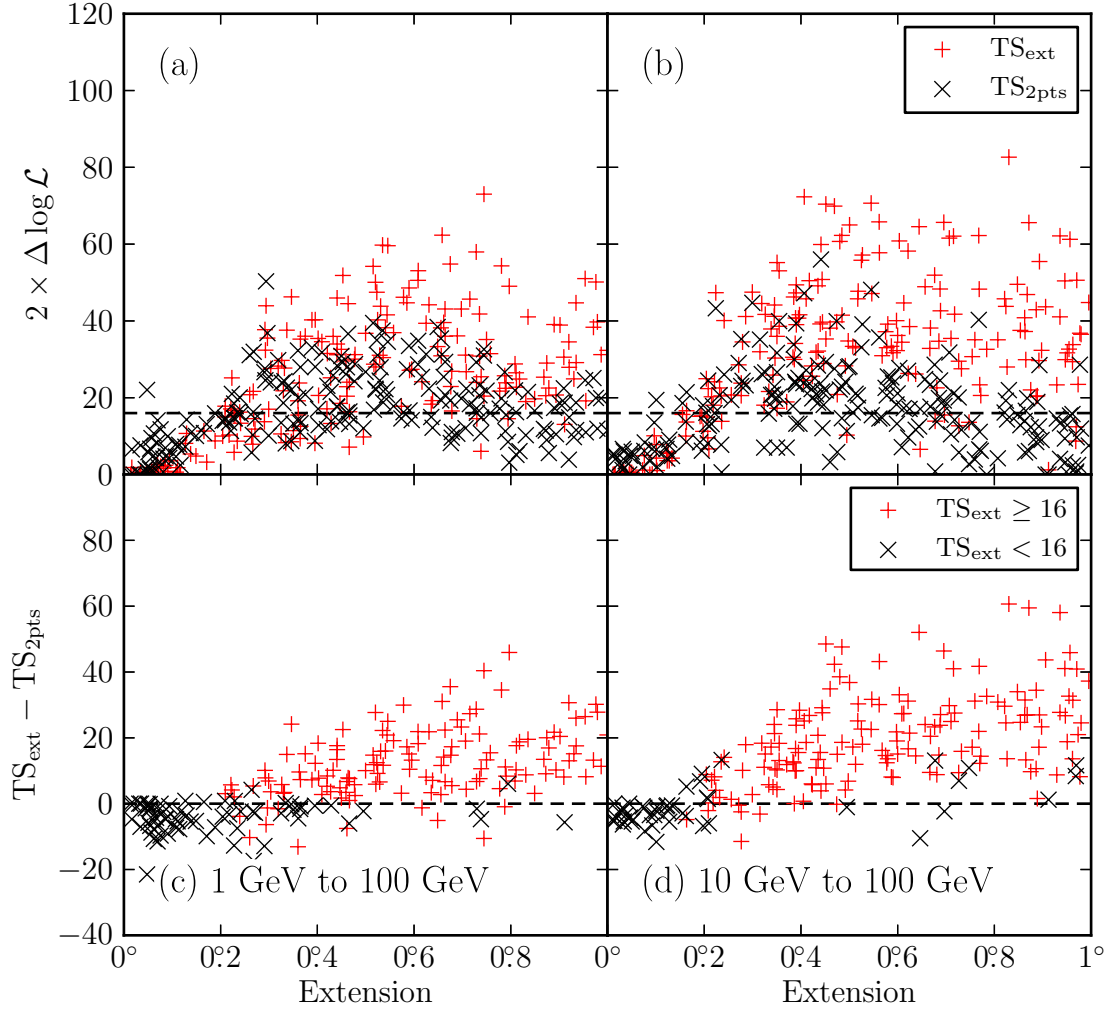 120
100
80
60
40
20
0
2 × Δ log ℒ
(a)
(b)
TS_ext
TS_2pts
80
60
40
20
0
−20
−40
TS_ext − TS_2pts
TS_ext ≥ 16
TS_ext < 16
(c) 1 GeV to 100 GeV
(d) 10 GeV to 100 GeV
0° 0°.2 0°.4 0°.6 0°.8 0° 0°.2 0°.4 0°.6 0°.8 1°
Extension Extension